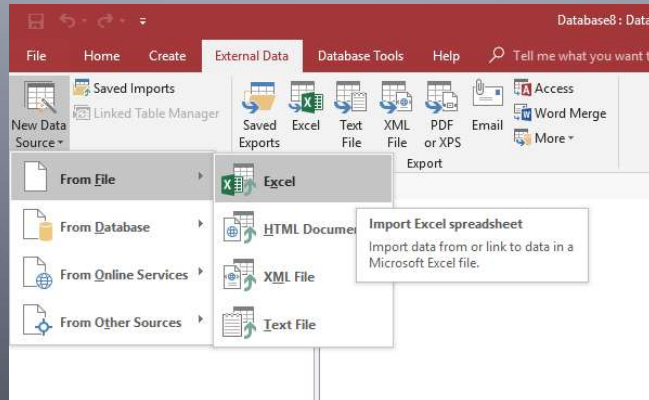 Database8 : Data
File Home Create External Data Database Tools Help Tell me what you want t
New Data Source
Saved Imports
Linked Table Manager
Saved Exports
Excel
Text File
XML File
PDF or XPS
Email
Access
Word Merge
More
Export
From File
From Database
From Online Services
From Other Sources
Excel
HTML Documen
XML File
Text File
Import Excel spreadsheet
Import data from or link to data in a
Microsoft Excel file.